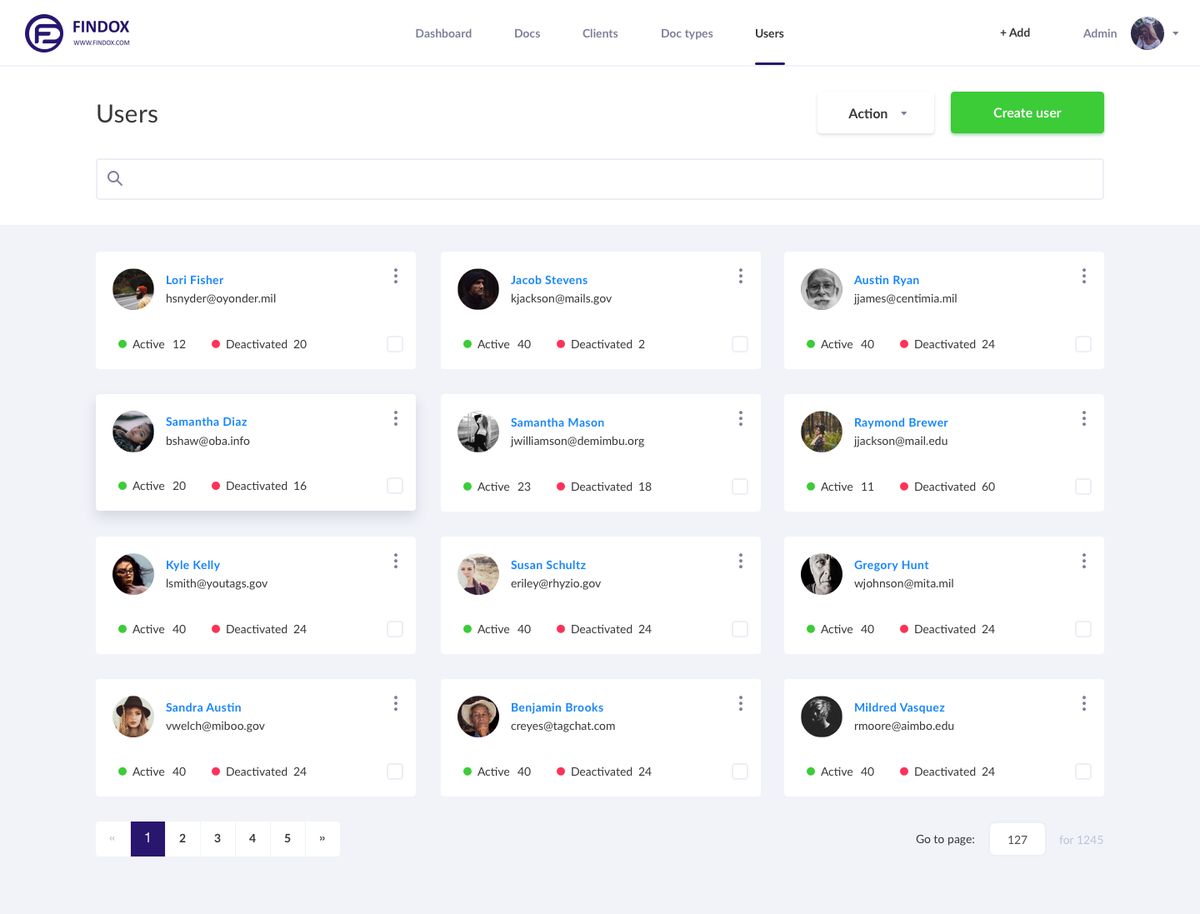 FINDOX
WWW.FINDOX.COM
Dashboard Docs Clients Doc types Users + Add Admin
Users Action Create user
Lori Fisher
hsnyder@oyonder.mil
Active 12 Deactivated 20
Jacob Stevens
kjackson@mails.gov
Active 40 Deactivated 2
Austin Ryan
jjames@centimia.mil
Active 40 Deactivated 24
Samantha Diaz
bshaw@oba.info
Active 20 Deactivated 16
Samantha Mason
jwilliamson@demimbu.org
Active 23 Deactivated 18
Raymond Brewer
jjackson@mail.edu
Active 11 Deactivated 60
Kyle Kelly
lsmith@youtags.gov
Active 40 Deactivated 24
Susan Schultz
eriley@rhyzio.gov
Active 40 Deactivated 24
Gregory Hunt
wjohnson@mita.mil
Active 40 Deactivated 24
Sandra Austin
vwelch@miboo.gov
Active 40 Deactivated 24
Benjamin Brooks
creyes@tagchat.com
Active 40 Deactivated 24
Mildred Vasquez
rmoore@aimbo.edu
Active 40 Deactivated 24
« 1 2 3 4 5 » Go to page: 127 for 1245